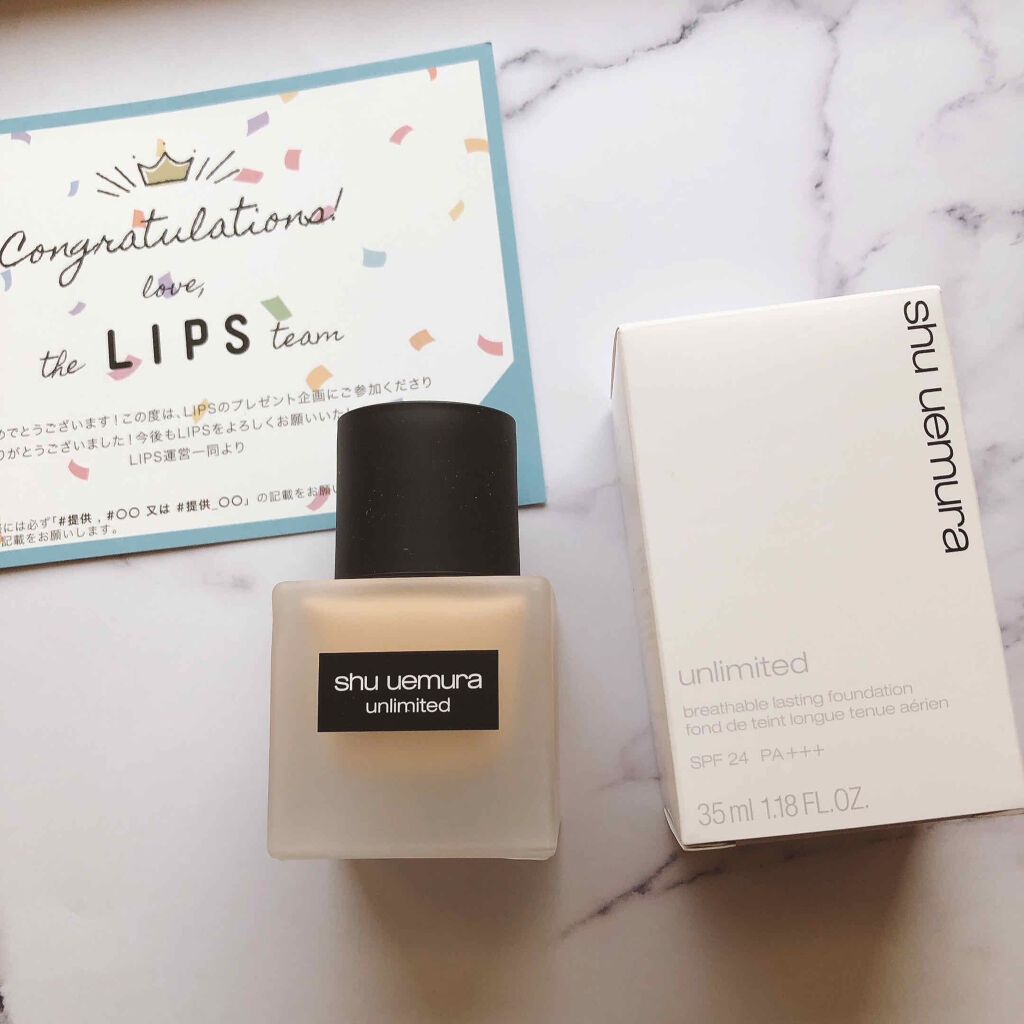 Congratulations!
love,
the LIPS team
めでとうございます!この度は、LIPSのプレゼント企画にご参加くださり
りがとうございました!今後もLIPSをよろしくお願いいた
LIPS運営一同より
には必ず「#提供 , #〇〇 又は #提供_〇〇」の記載をお願い
記載をお願いします。
shu uemura
unlimited
shu uemura
unlimited
breathable lasting foundation
fond de teint longue tenue aérien
SPF 24 PA+++
35 ml 1.18 FL.OZ.